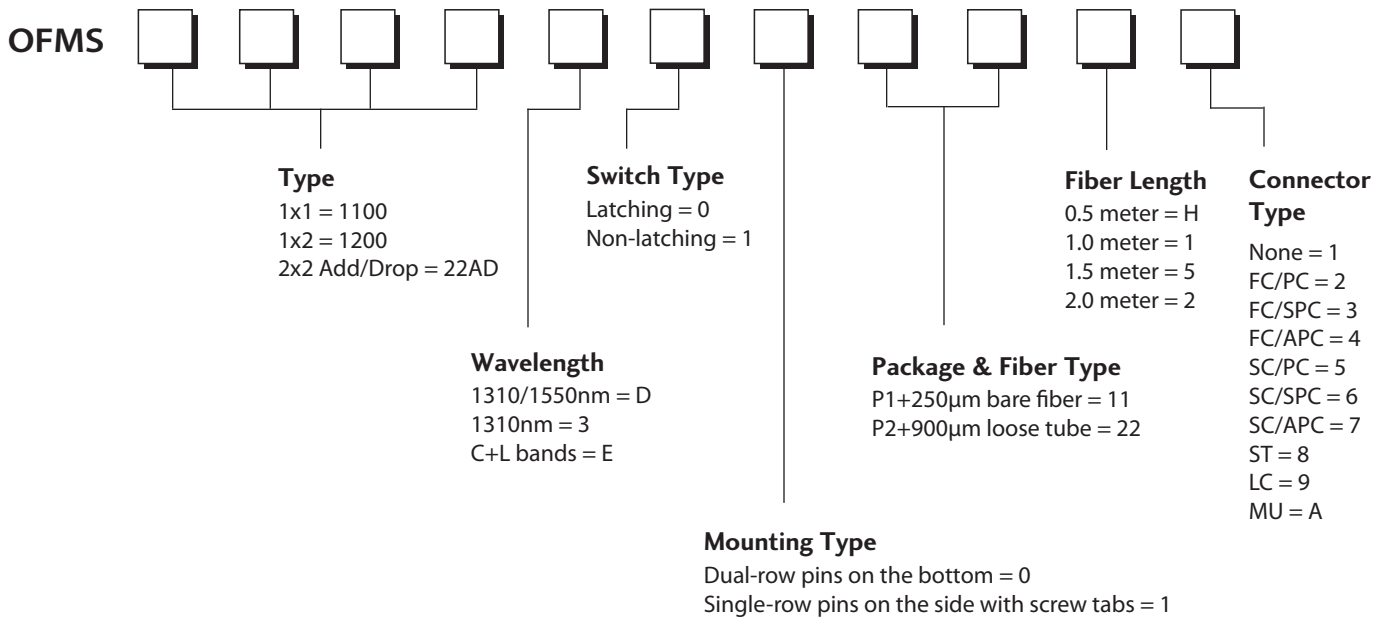 OFMS
Type
1x1 = 1100
1x2 = 1200
2x2 Add/Drop = 22AD
Switch Type
Latching = 0
Non-latching = 1
Fiber Length
0.5 meter = H
1.0 meter = 1
1.5 meter = 5
2.0 meter = 2
Connector
Type
None = 1
FC/PC = 2
FC/SPC = 3
FC/APC = 4
SC/PC = 5
SC/SPC = 6
SC/APC = 7
ST = 8
LC = 9
MU = A
Wavelength
1310/1550nm = D
1310nm = 3
C+L bands = E
Package & Fiber Type
P1+250µm bare fiber = 11
P2+900µm loose tube = 22
Mounting Type
Dual-row pins on the bottom = 0
Single-row pins on the side with screw tabs = 1